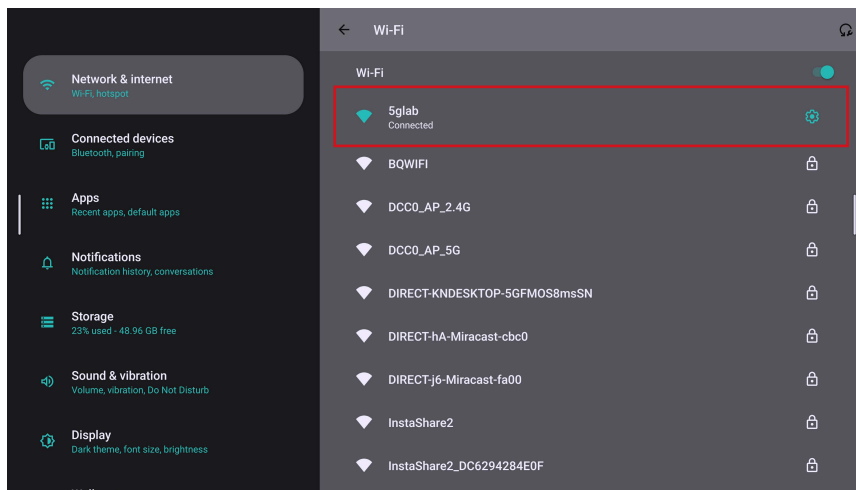 Network & internet
Wi-Fi, hotspot
Connected devices
Bluetooth, pairing
Apps
Recent apps, default apps
Notifications
Notification history, conversations
Storage
23% used - 48.96 GB free
Sound & vibration
Volume, vibration, Do Not Disturb
Display
Dark theme, font size, brightness
Wi-Fi
Wi-Fi
5glab
Connected
BQWIFI
DCC0_AP_2.4G
DCC0_AP_5G
DIRECT-KNDESKTOP-5GFMOS8msSN
DIRECT-hA-Miracast-cbc0
DIRECT-j6-Miracast-fa00
InstaShare2
InstaShare2_DC6294284E0F